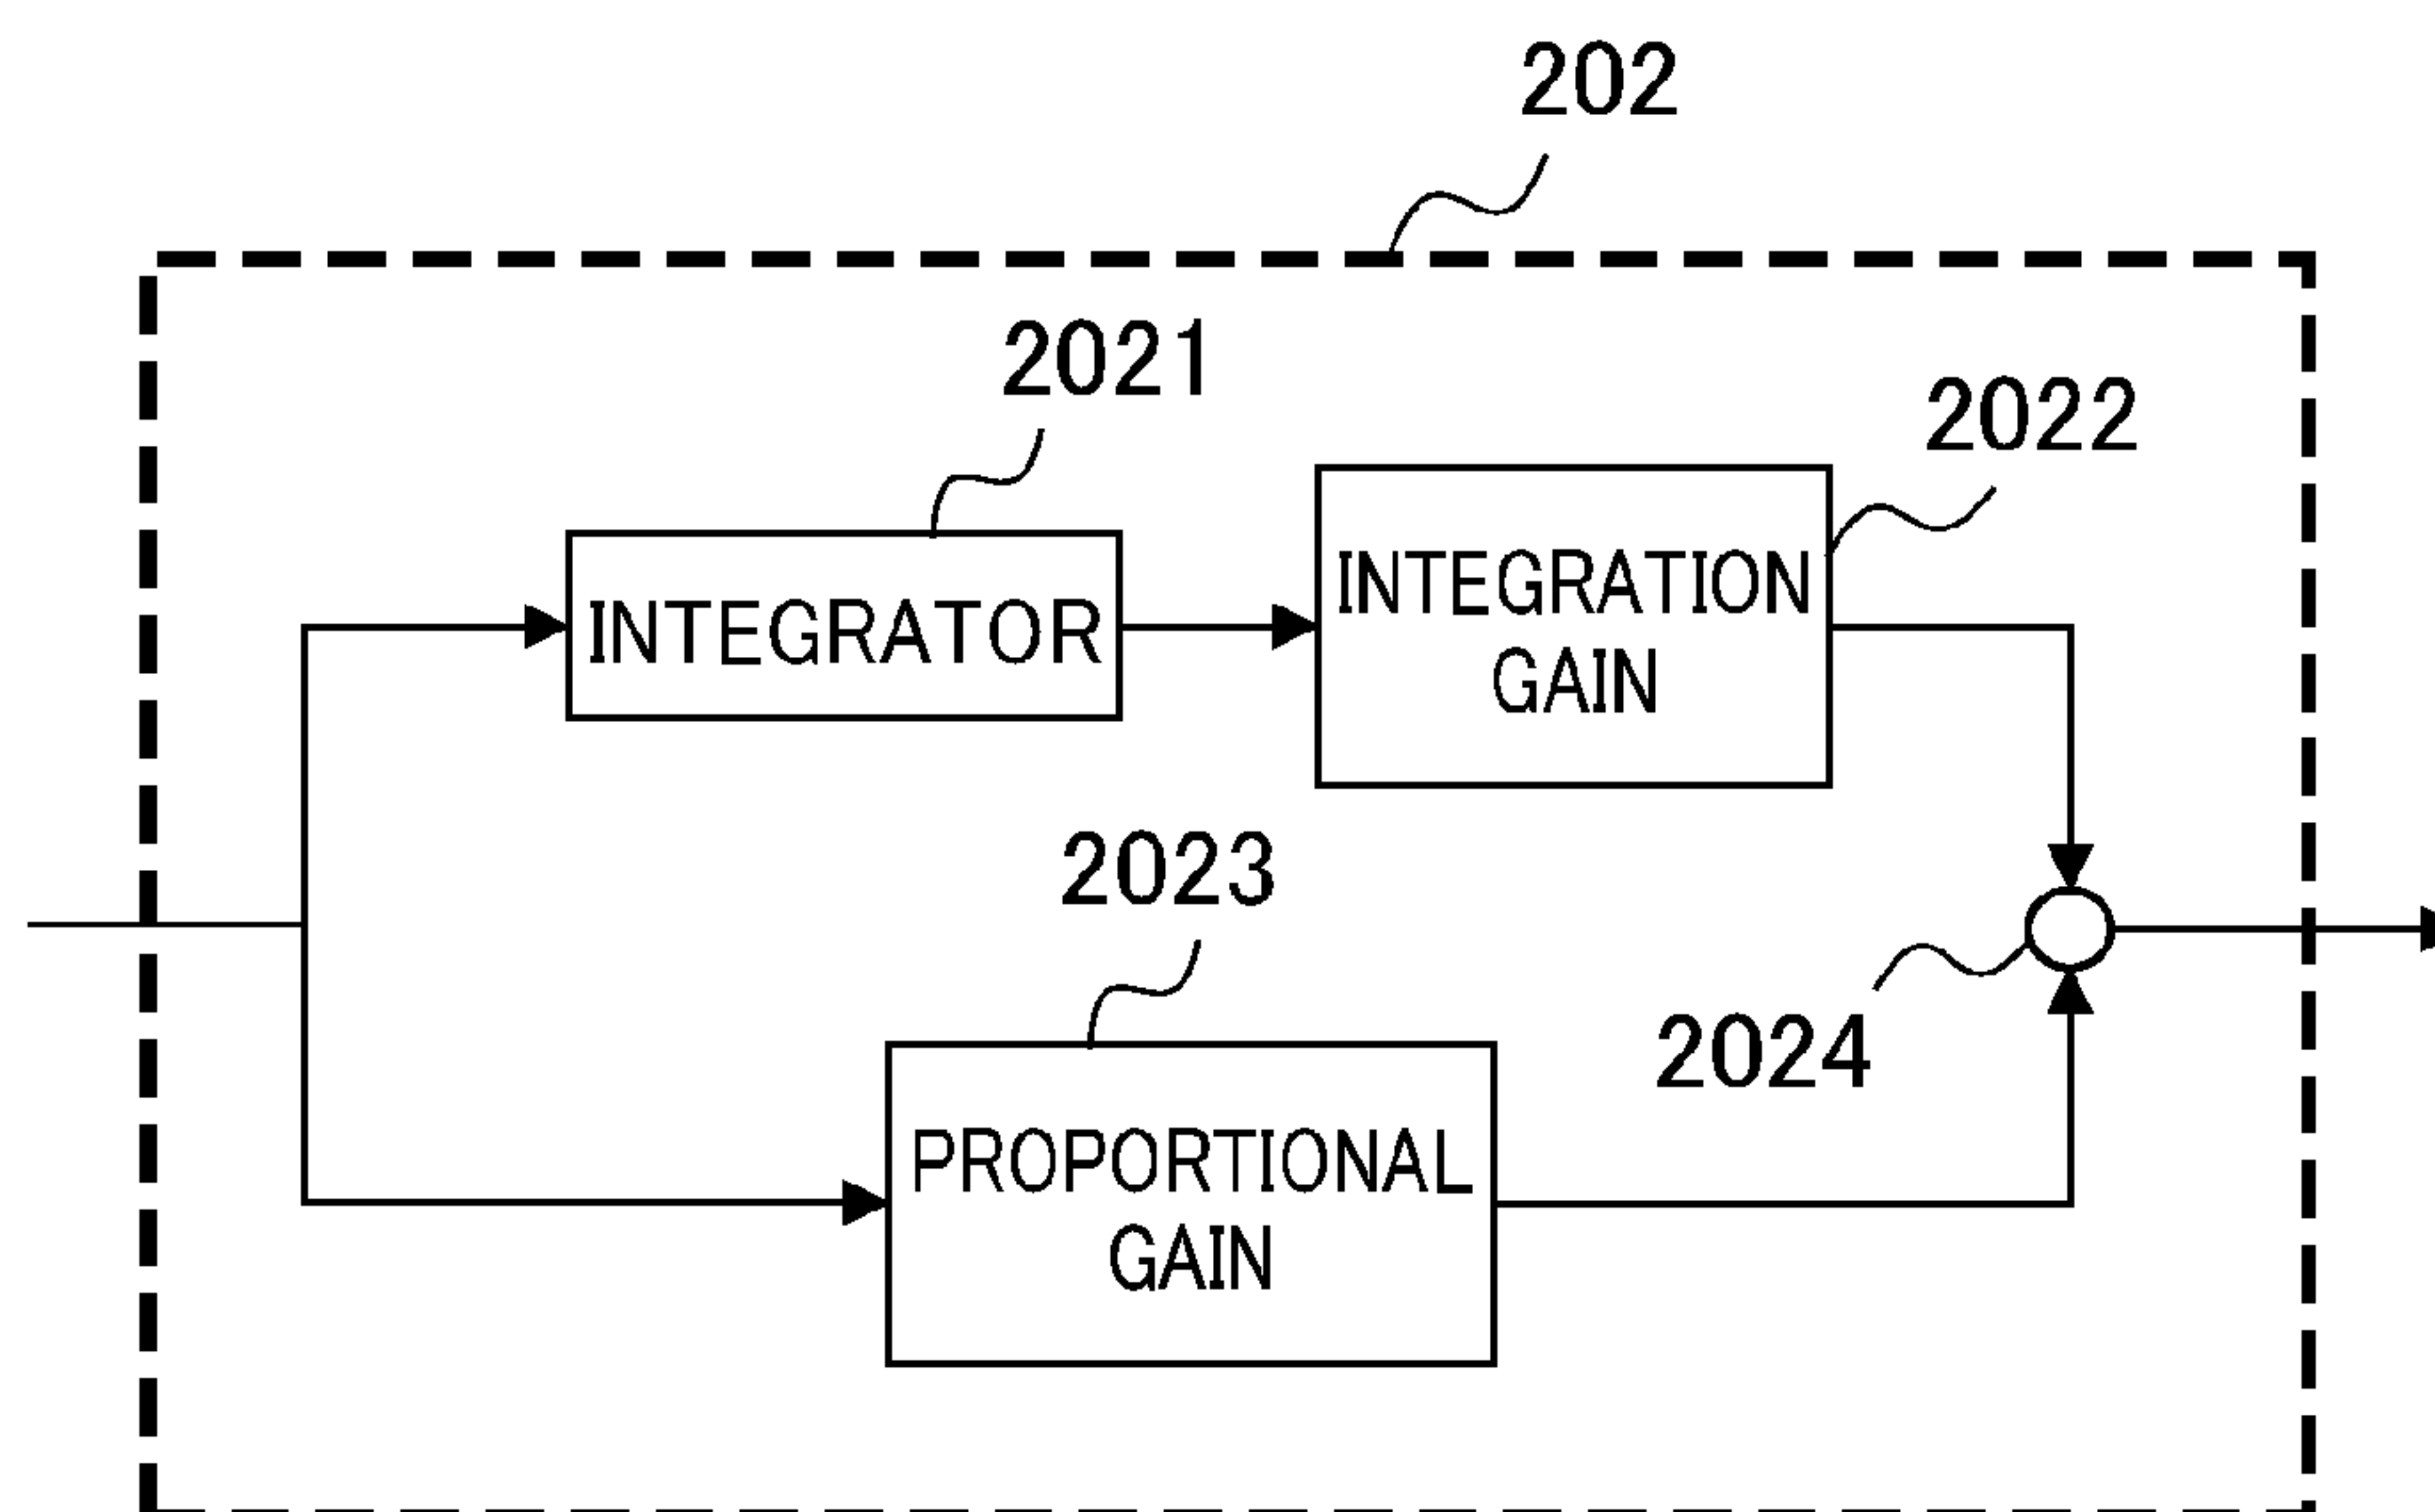 202
2021
2022
INTEGRATOR
INTEGRATION
GAIN
2023
2024
PROPORTIONAL
GAIN